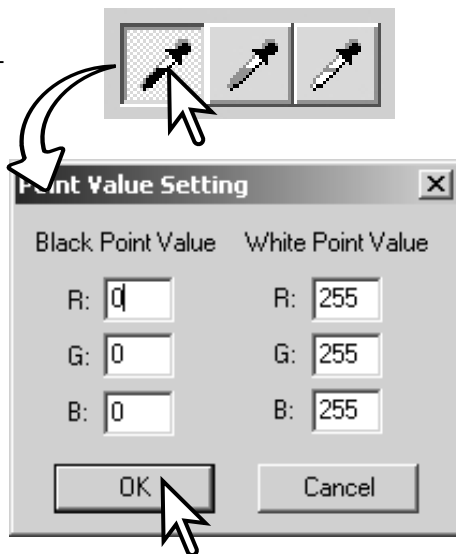 Point Value Setting
Black Point Value White Point Value
R: 0 R: 255
G: 0 G: 255
B: 0 B: 255
OK Cancel